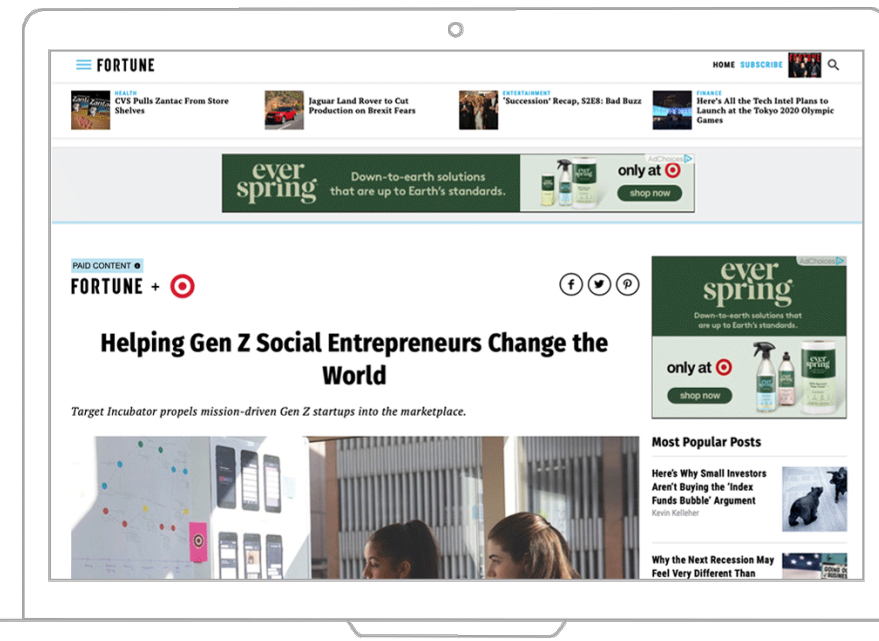 FORTUNE
HOME SUBSCRIBE
HEALTH
CVS Pulls Zantac From Store
Shelves
Jaguar Land Rover to Cut
Production on Brexit Fears
ENTERTAINMENT
'Succession' Recap, S2E8: Bad Buzz
FINANCE
Here's All the Tech Intel Plans to
Launch at the Tokyo 2020 Olympic
Games
ever
spring
Down-to-earth solutions
that are up to Earth's standards.
AdChoices
only at
shop now
PAID CONTENT
FORTUNE +
Helping Gen Z Social Entrepreneurs Change the
World
Target Incubator propels mission-driven Gen Z startups into the marketplace.
AdChoices
ever
spring
Down-to-earth solutions that
are up to Earth's standards.
only at
shop now
Most Popular Posts
Here's Why Small Investors
Aren't Buying the 'Index
Funds Bubble' Argument
Kevin Kelleher
Why the Next Recession May
Feel Very Different Than